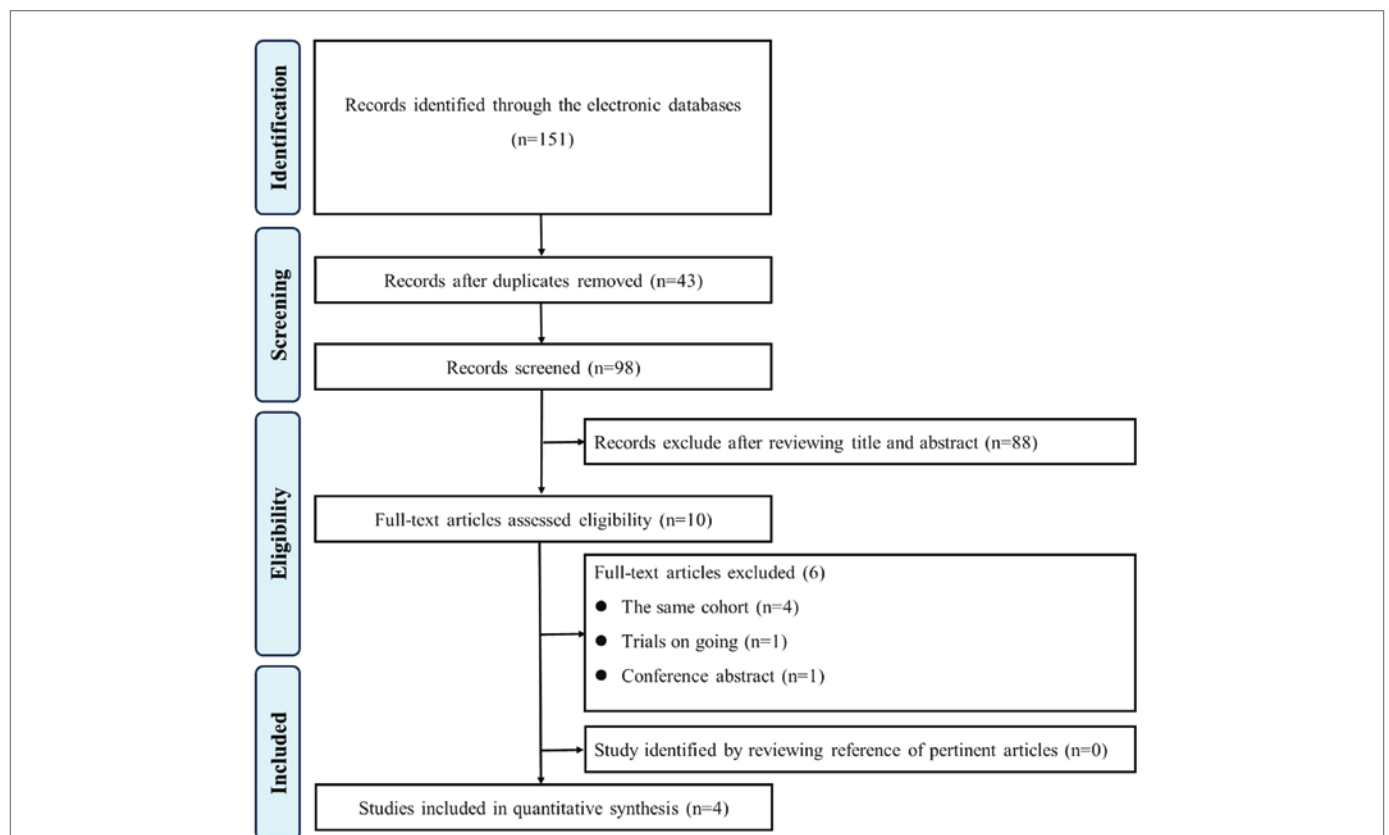 Identification
Records identified through the electronic databases
(n=151)
Screening
Records after duplicates removed (n=43)
Records screened (n=98)
Eligibility
Records exclude after reviewing title and abstract (n=88)
Full-text articles assessed eligibility (n=10)
Full-text articles excluded (6)
● The same cohort (n=4)
● Trials on going (n=1)
● Conference abstract (n=1)
Included
Study identified by reviewing reference of pertinent articles (n=0)
Studies included in quantitative synthesis (n=4)